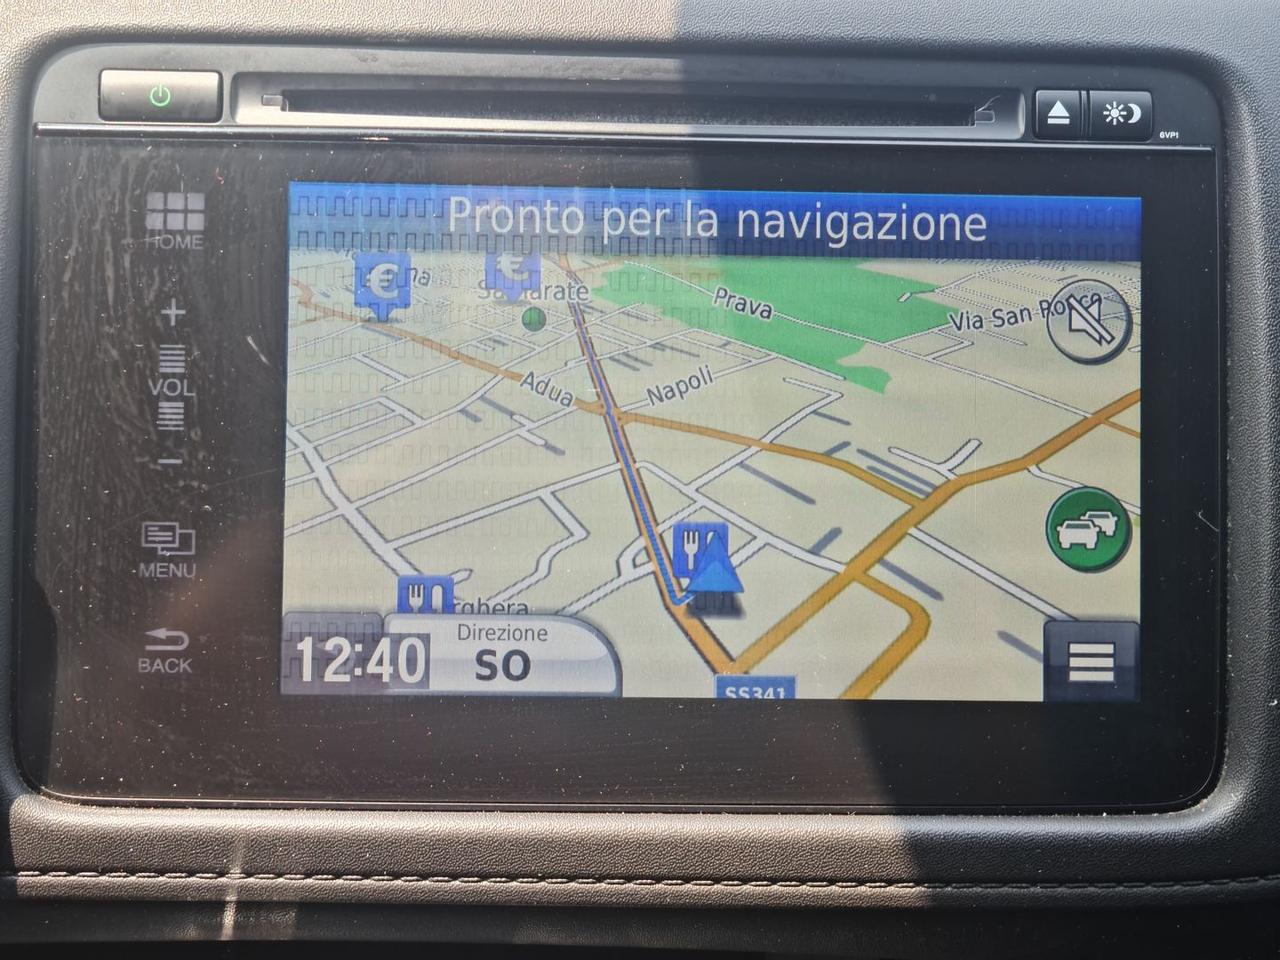 6VP1
HOME
+
VOL
−
MENU
BACK
Pronto per la navigazione
€
€
Prava
Via San Rocco
Adua
Napoli
12:40
Direzione
SO
SS341